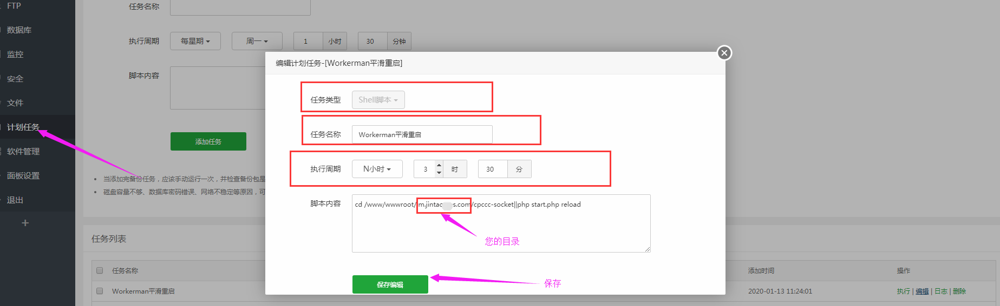 FTP
数据库
监控
安全
文件
计划任务
软件管理
面板设置
退出
+
任务名称
执行周期 每星期 周一 1 小时 30 分钟
脚本内容
添加任务
当添加完备份任务，应该手动运行一次，并检查备份包是
磁盘容量不够、数据库密码错误、网络不稳定等原因，可
编辑计划任务-[Workerman平滑重启]
任务类型 Shell脚本
任务名称 Workerman平滑重启
执行周期 N小时 3 时 30 分
脚本内容 cd /www/wwwroot/m.jintac s.com/cpccc-socket||php start.php reload
您的目录
保存编辑
保存
任务列表
任务名称 添加时间 操作
Workerman平滑重启 2020-01-13 11:24:01 执行 | 编辑 | 日志 | 删除